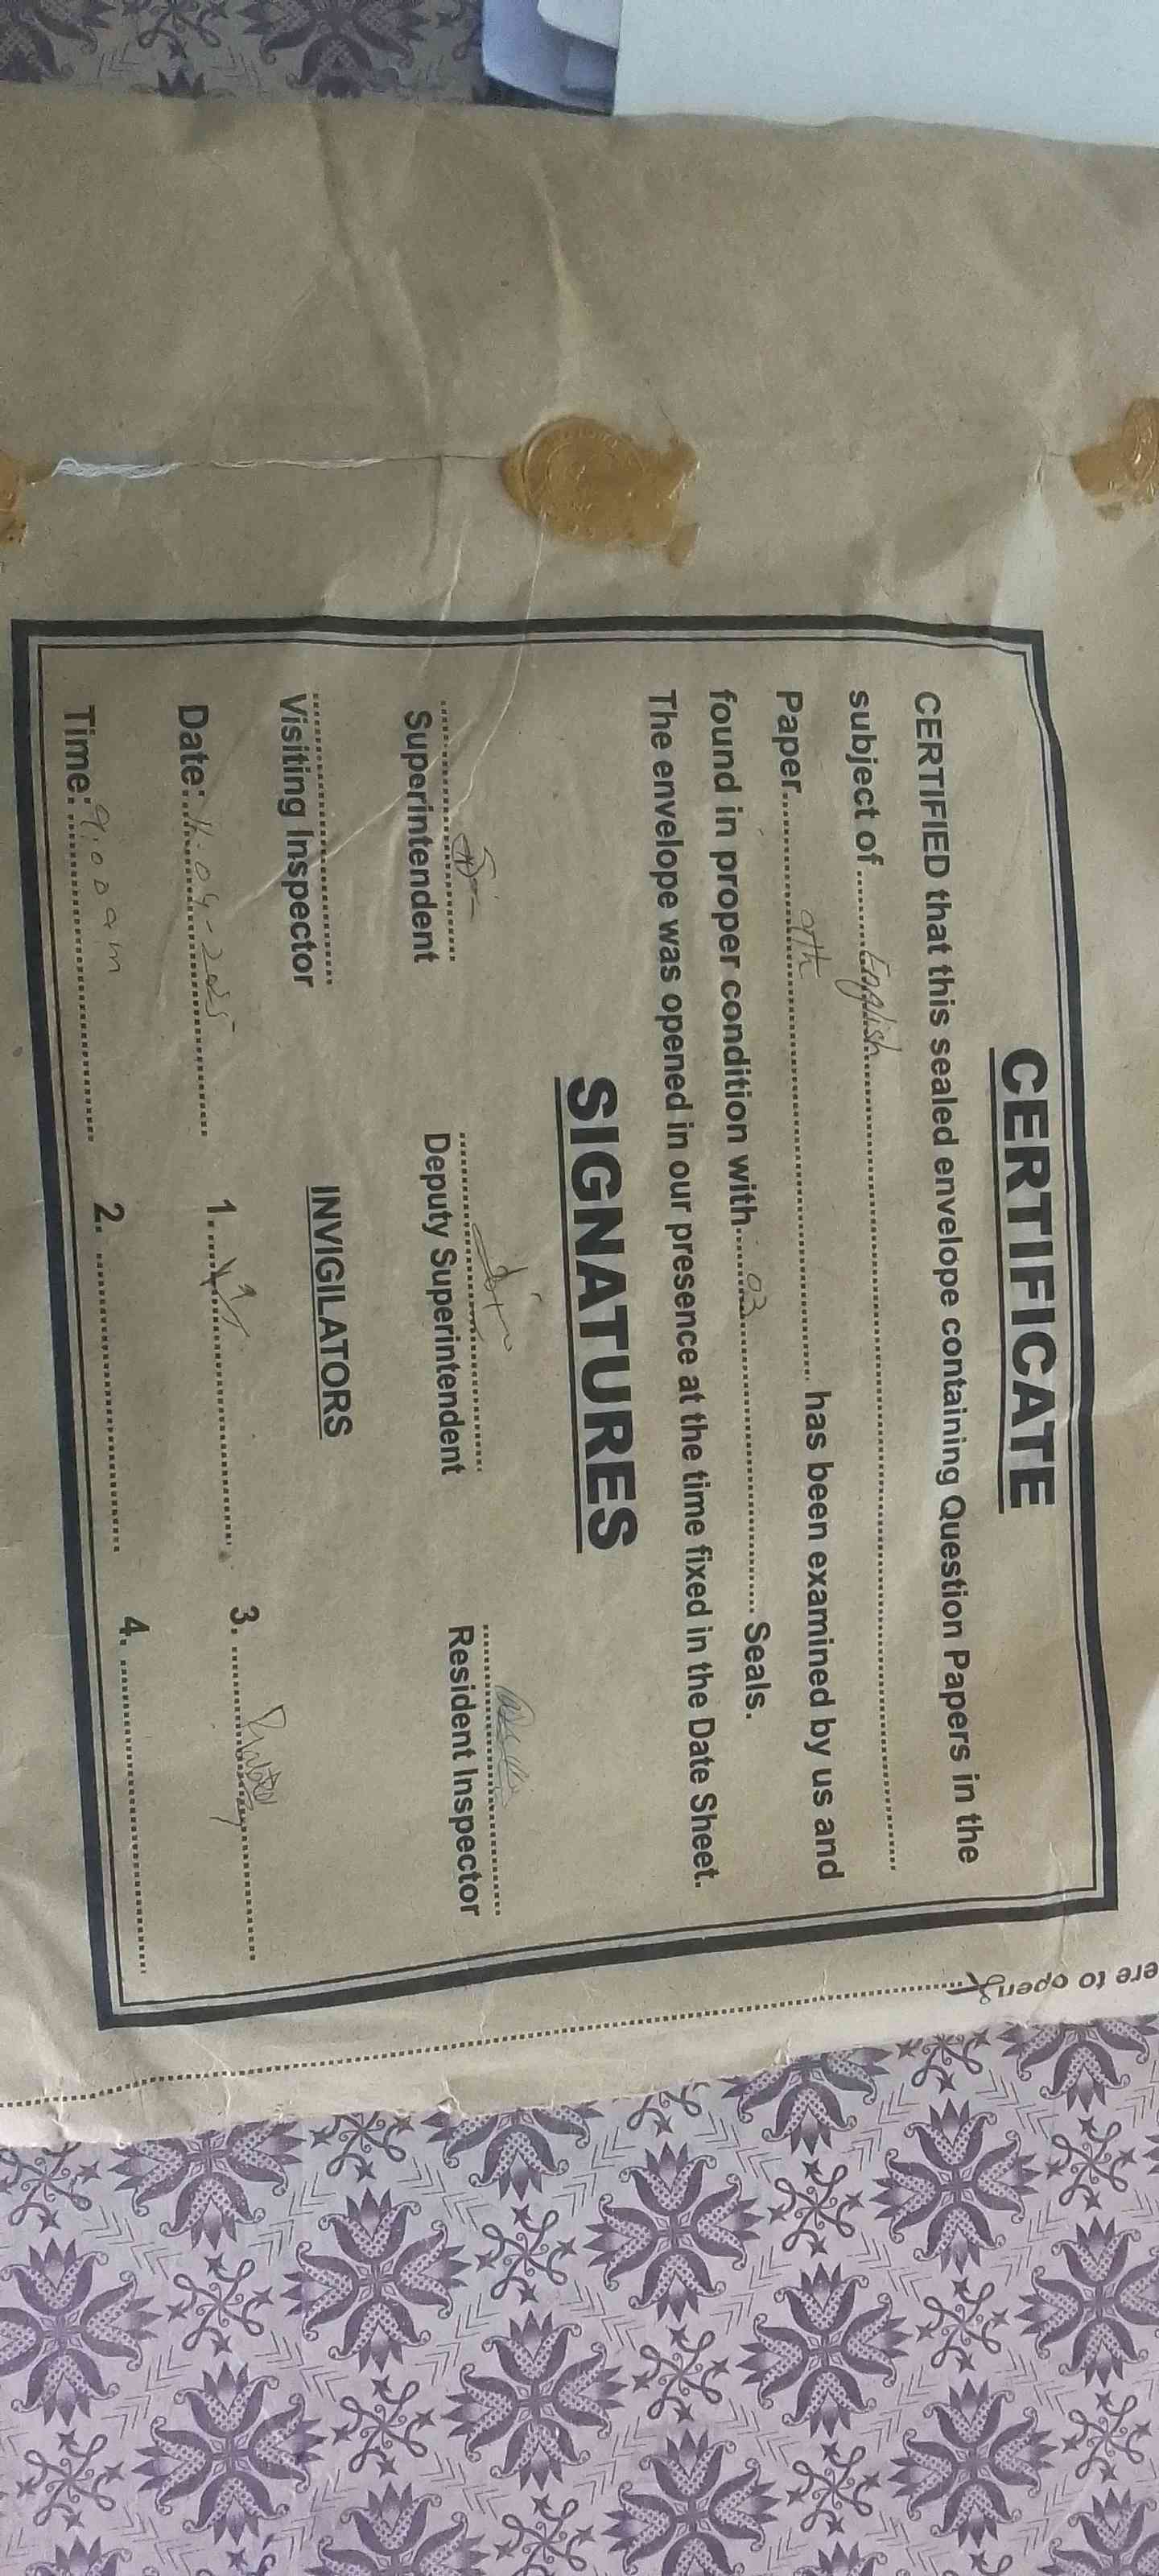 CERTIFICATE
CERTIFIED that this sealed envelope containing Question Papers in the
subject of ......English......
Paper......9th...... has been examined by us and
found in proper condition with......03...... Seals.
The envelope was opened in our presence at the time fixed in the Date Sheet.
SIGNATURES
Superintendent Deputy Superintendent Resident Inspector
Visiting Inspector INVIGILATORS
Date: 1. 3.
Time: 9:00 am 2. 4.
ere to open